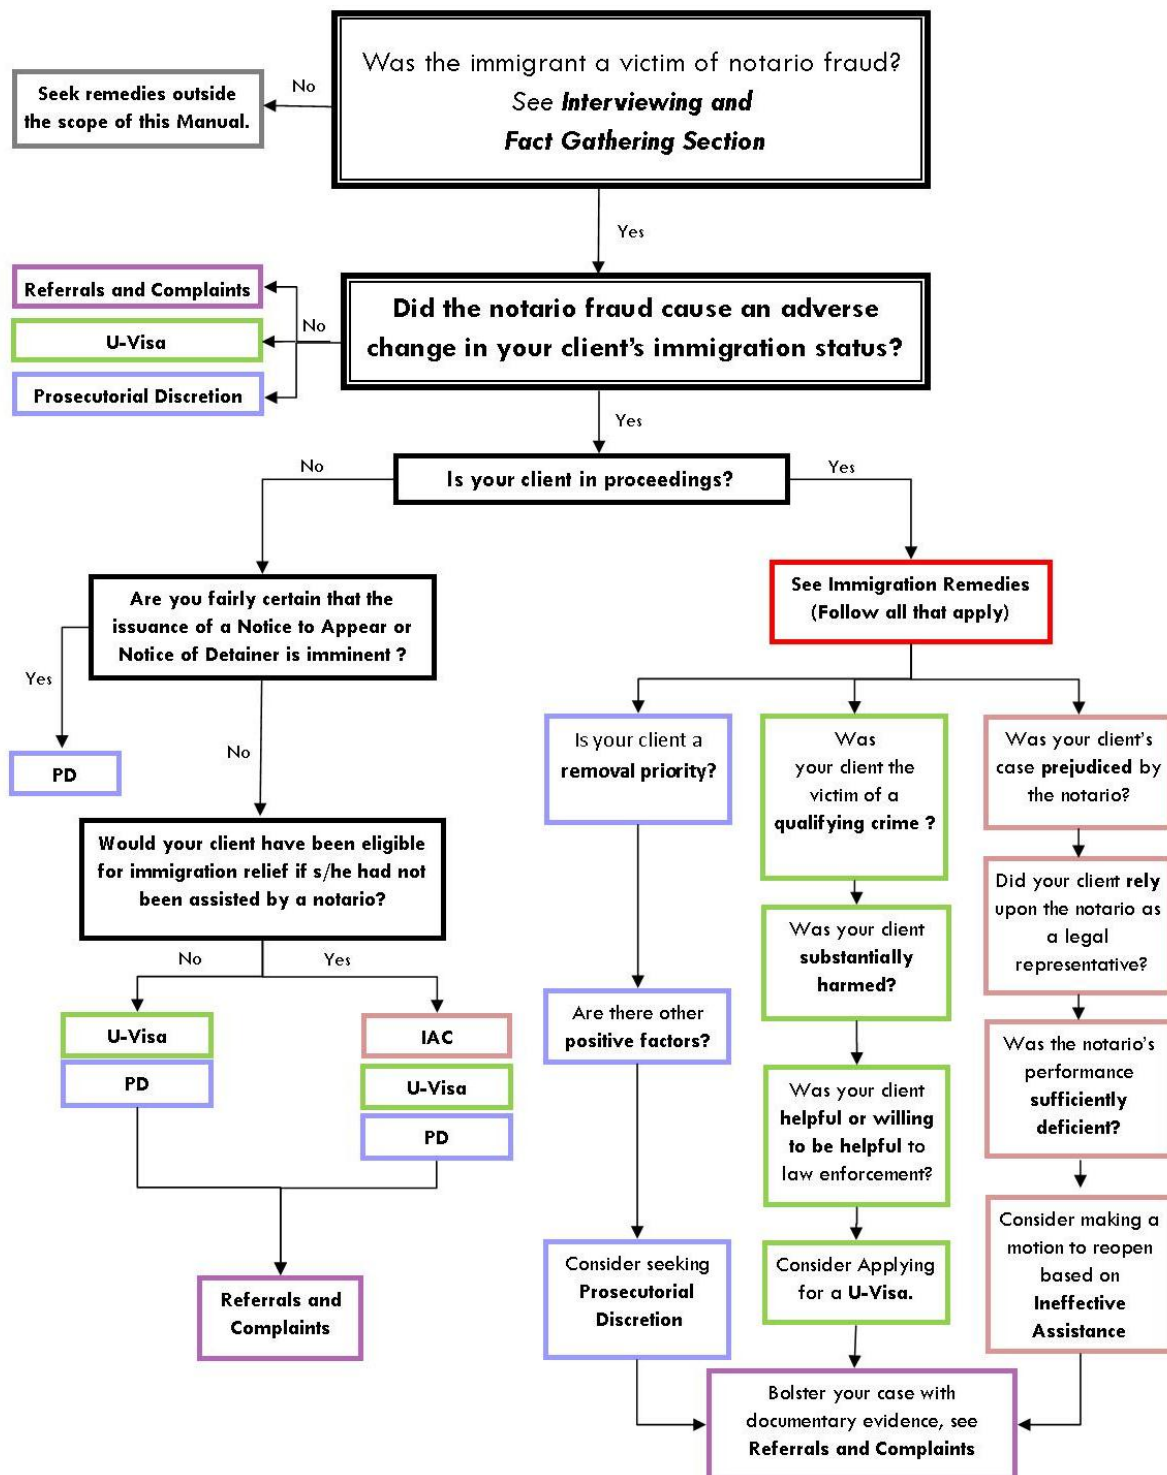 Was the immigrant a victim of notario fraud?
See Interviewing and
Fact Gathering Section
No
Seek remedies outside
the scope of this Manual.
Yes
Did the notario fraud cause an adverse
change in your client's immigration status?
No
Referrals and Complaints
U-Visa
Prosecutorial Discretion
Yes
Is your client in proceedings?
No
Yes
Are you fairly certain that the
issuance of a Notice to Appear or
Notice of Detainer is imminent ?
Yes
PD
No
Would your client have been eligible
for immigration relief if s/he had not
been assisted by a notario?
No
Yes
U-Visa
PD
IAC
U-Visa
PD
Referrals and
Complaints
See Immigration Remedies
(Follow all that apply)
Is your client a
removal priority?
Are there other
positive factors?
Consider seeking
Prosecutorial
Discretion
Was
your client the
victim of a
qualifying crime ?
Was your client
substantially
harmed?
Was your client
helpful or willing
to be helpful to
law enforcement?
Consider Applying
for a U-Visa.
Was your client's
case prejudiced by
the notario?
Did your client rely
upon the notario as
a legal
representative?
Was the notario's
performance
sufficiently
deficient?
Consider making a
motion to reopen
based on
Ineffective
Assistance
Bolster your case with
documentary evidence, see
Referrals and Complaints